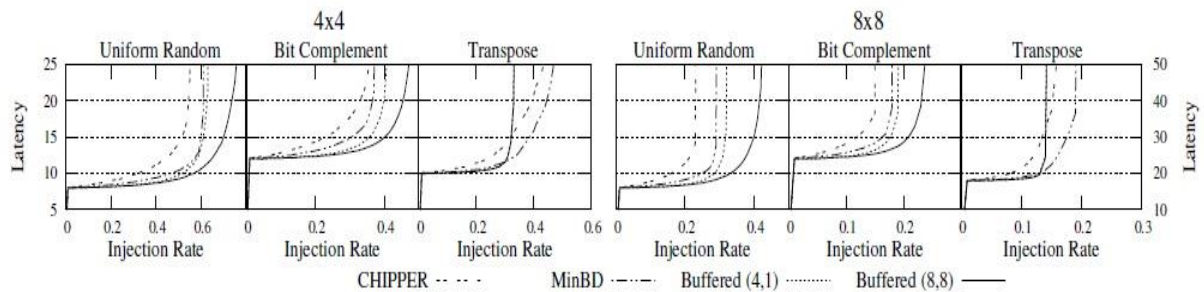 4x4
8x8
Uniform Random
Bit Complement
Transpose
Uniform Random
Bit Complement
Transpose
Latency
25
20
15
10
5
0 0.2 0.4 0.6
0 0.2 0.4
0 0.2 0.4 0.6
0 0.2 0.4
0 0.1 0.2
0 0.1 0.2 0.3
50
40
30
20
10
Latency
Injection Rate
Injection Rate
Injection Rate
Injection Rate
Injection Rate
Injection Rate
CHIPPER
MinBD
Buffered (4,1)
Buffered (8,8)